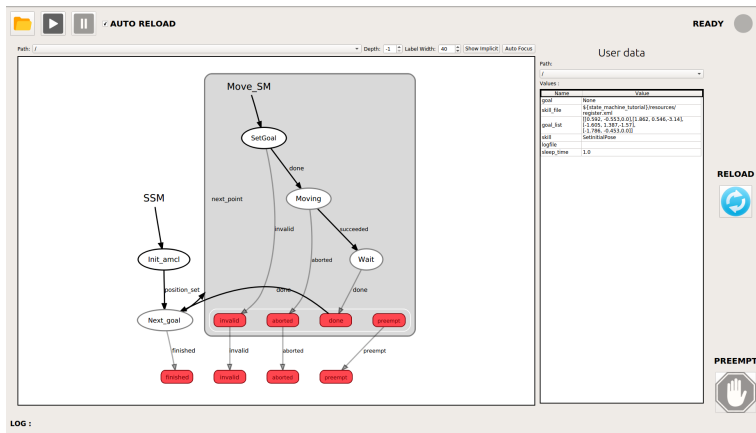 AUTO RELOAD
READY
Path: /
Depth: -1
Label Width: 40
Show Implicit
Auto Focus
User data
Path:
/
Values :
Name Value
goal None
skill_file ${state_machine_tutorial}/resources/
register.xml
goal_list [[0.592, -0.553,0.0],[1.862, 0.546,-3.14],
[-1.605, 1.387,-1.57],
[-1.786, -0.453,0.0]]
skill SetInitialPose
logfile
sleep_time 1.0
RELOAD
PREEMPT
Move_SM
SetGoal
done
SSM
next_point
Moving
invalid
succeeded
Init_amcl
aborted
Wait
position_set
done
done
Next_goal
invalid
aborted
done
preempt
finished
invalid
aborted
preempt
finished
invalid
aborted
preempt
LOG :